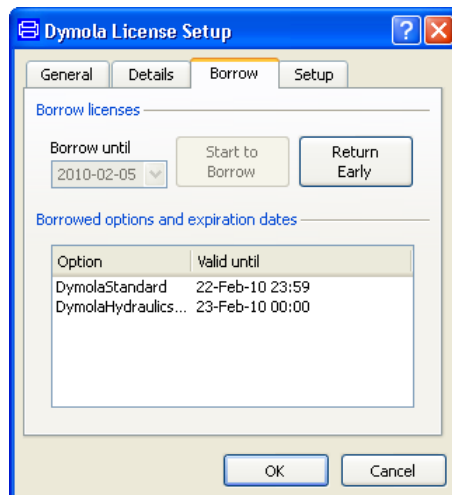 Dymola License Setup
General Details Borrow Setup
Borrow licenses
Borrow until
2010-02-05
Start to
Borrow
Return
Early
Borrowed options and expiration dates
Option Valid until
DymolaStandard 22-Feb-10 23:59
DymolaHydraulics... 23-Feb-10 00:00
OK Cancel